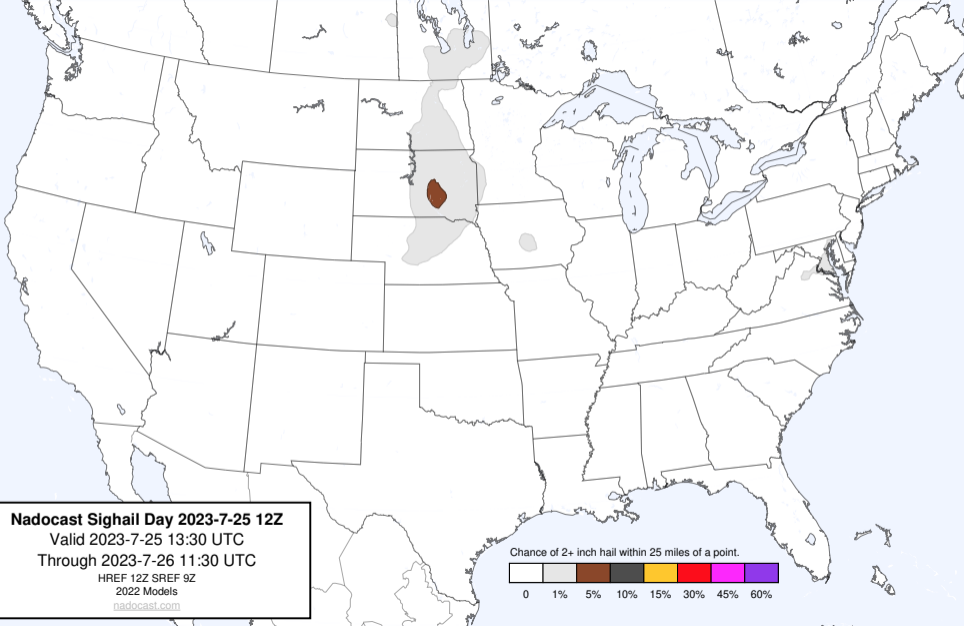 Nadocast Sighail Day 2023-7-25 12Z
Valid 2023-7-25 13:30 UTC
Through 2023-7-26 11:30 UTC
HREF 12Z SREF 9Z
2022 Models
nadocast.com
Chance of 2+ inch hail within 25 miles of a point.
0 1% 5% 10% 15% 30% 45% 60%